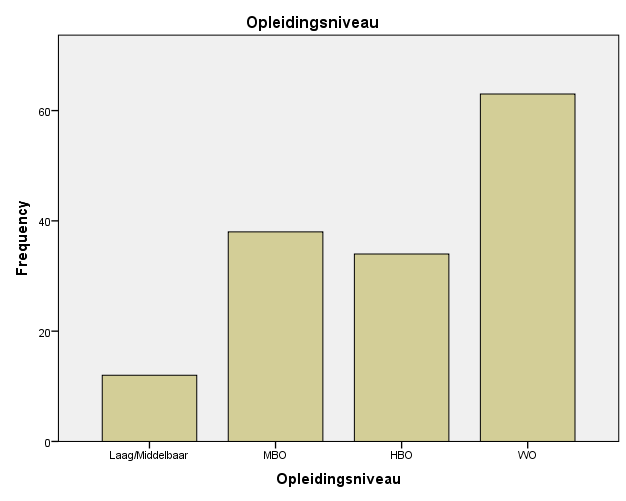 Opleidingsniveau
Frequency
60
40
20
0
Laag/Middelbaar
MBO
HBO
WO
Opleidingsniveau